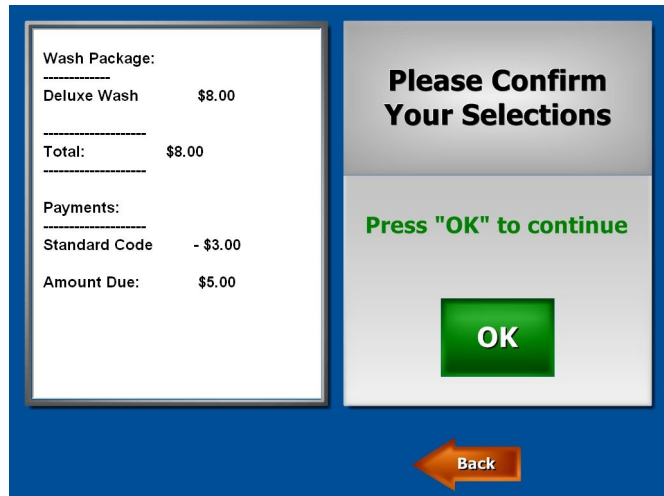 Wash Package:
-------------
Deluxe Wash $8.00
--------------------
Total: $8.00
--------------------
Payments:
--------------------
Standard Code - $3.00
Amount Due: $5.00
Please Confirm
Your Selections
Press "OK" to continue
OK
Back